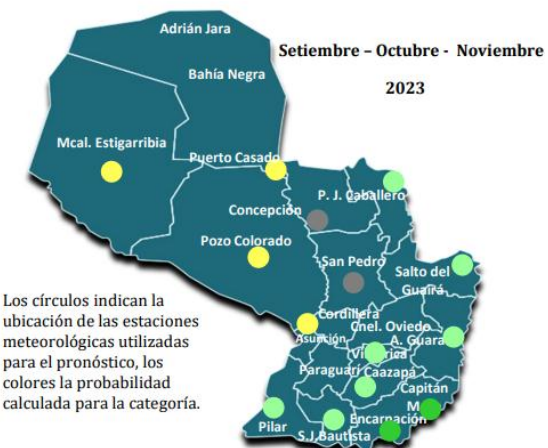 Adrián Jara
Setiembre – Octubre - Noviembre
2023
Bahía Negra
Mcal. Estigarribia
Puerto Casado
P. J. Caballero
Concepción
Pozo Colorado
San Pedro
Salto del
Guairá
Los círculos indican la
ubicación de las estaciones
meteorológicas utilizadas
para el pronóstico, los
colores la probabilidad
calculada para la categoría.
Cordillera
Cnel. Oviedo
Asunción
A. Guara
Paraguarí
Caazapá
Capitán
M
Encarnación
Pilar
S.J.Bautista